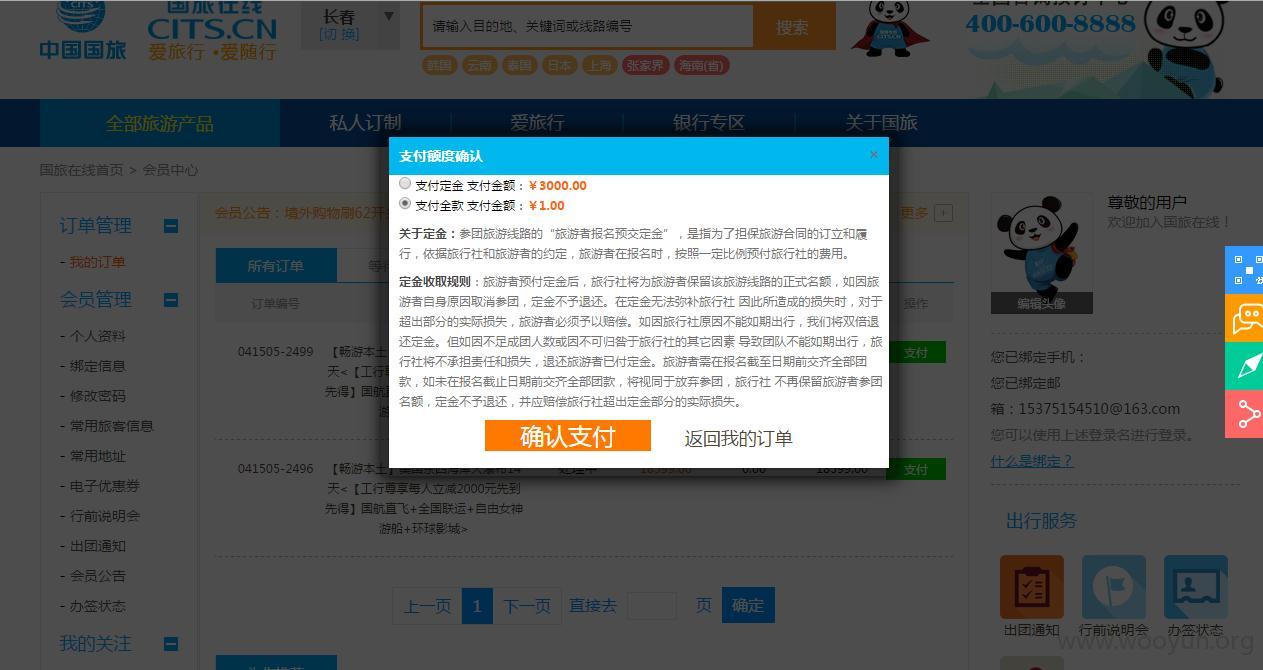 国旅在线
CITS
CITS.CN
中国国旅
爱旅行·爱随行
长春
▼
[切 换]
请输入目的地、关键词或线路编号
搜索
韩国
云南
泰国
日本
上海
张家界
海南(省)
400-600-8888
全部旅游产品
私人订制
爱旅行
银行专区
关于国旅
国旅在线首页 > 会员中心
支付额度确认
×
支付定金 支付金额：￥3000.00
支付全款 支付金额：￥1.00
关于定金：参团旅游线路的“旅游者报名预交定金”，是指为了担保旅游合同的订立和履
行，依据旅行社和旅游者的约定，旅游者在报名时，按照一定比例预付旅行社的费用。
定金收取规则：旅游者预付定金后，旅行社将为旅游者保留该旅游线路的正式名额，如因旅
游者自身原因取消参团，定金不予退还。在定金无法弥补旅行社 因此所造成的损失时，对于
超出部分的实际损失，旅游者必须予以赔偿。如因旅行社原因不能如期出行，我们将双倍退
还定金。但如因不足成团人数或因不可归咎于旅行社的其它因素 导致团队不能如期出行，旅
行社将不承担责任和损失，退还旅游者已付定金。旅游者需在报名截至日期前交齐全部团
款，如未在报名截止日期前交齐全部团款，将视同于放弃参团，旅行社 不再保留旅游者参团
名额，定金不予退还，并应赔偿旅行社超出定金部分的实际损失。
确认支付
返回我的订单
订单管理
- 我的订单
会员管理
- 个人资料
- 绑定信息
- 修改密码
- 常用旅客信息
- 常用地址
- 电子优惠券
- 行前说明会
- 出团通知
- 会员公告
- 办签状态
我的关注
会员公告：境外购物刷62开
更多 +
所有订单
等
订单编号
操作
041505-2499
【畅游本土
天<【工行
先得】国航
游
支付
041505-2496
【畅游本土】美国东西海岸大瀑布14
天<【工行尊享每人立减2000元先到
先得】国航直飞+全国联运+自由女神
游船+环球影城>
处理中
18399.00
0.00
18399.00
支付
上一页
1
下一页
直接去
页
确定
尊敬的用户
欢迎加入国旅在线！
编辑头像
您已绑定手机：
您已绑定邮
箱：15375154510@163.com
您可以使用上述登录名进行登录。
什么是绑定？
出行服务
出团通知
行前说明会
办签状态
www.wooyun.org